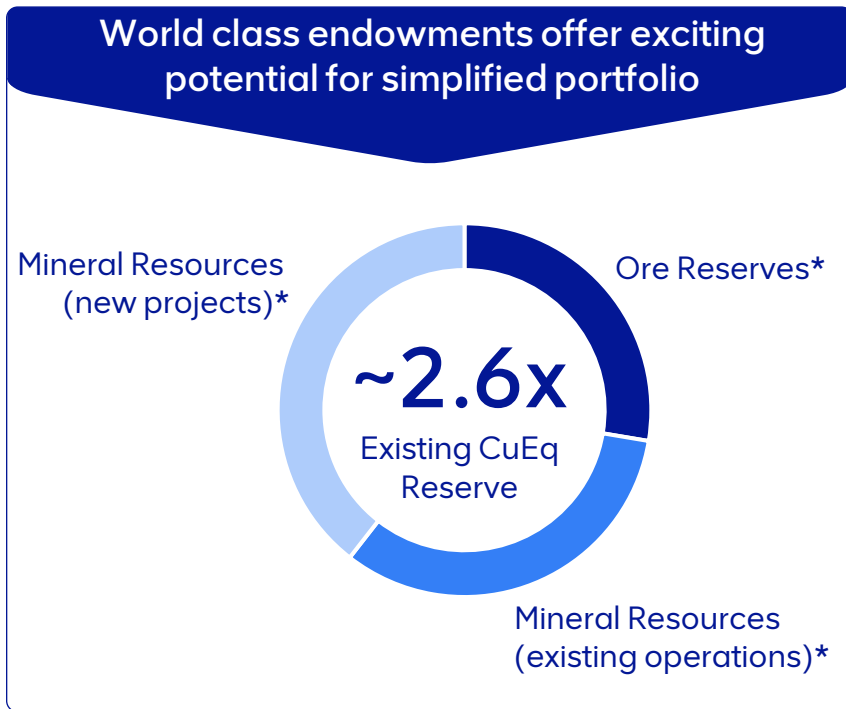 World class endowments offer exciting
potential for simplified portfolio
Mineral Resources
(new projects)*
Ore Reserves*
~2.6x
Existing CuEq
Reserve
Mineral Resources
(existing operations)*